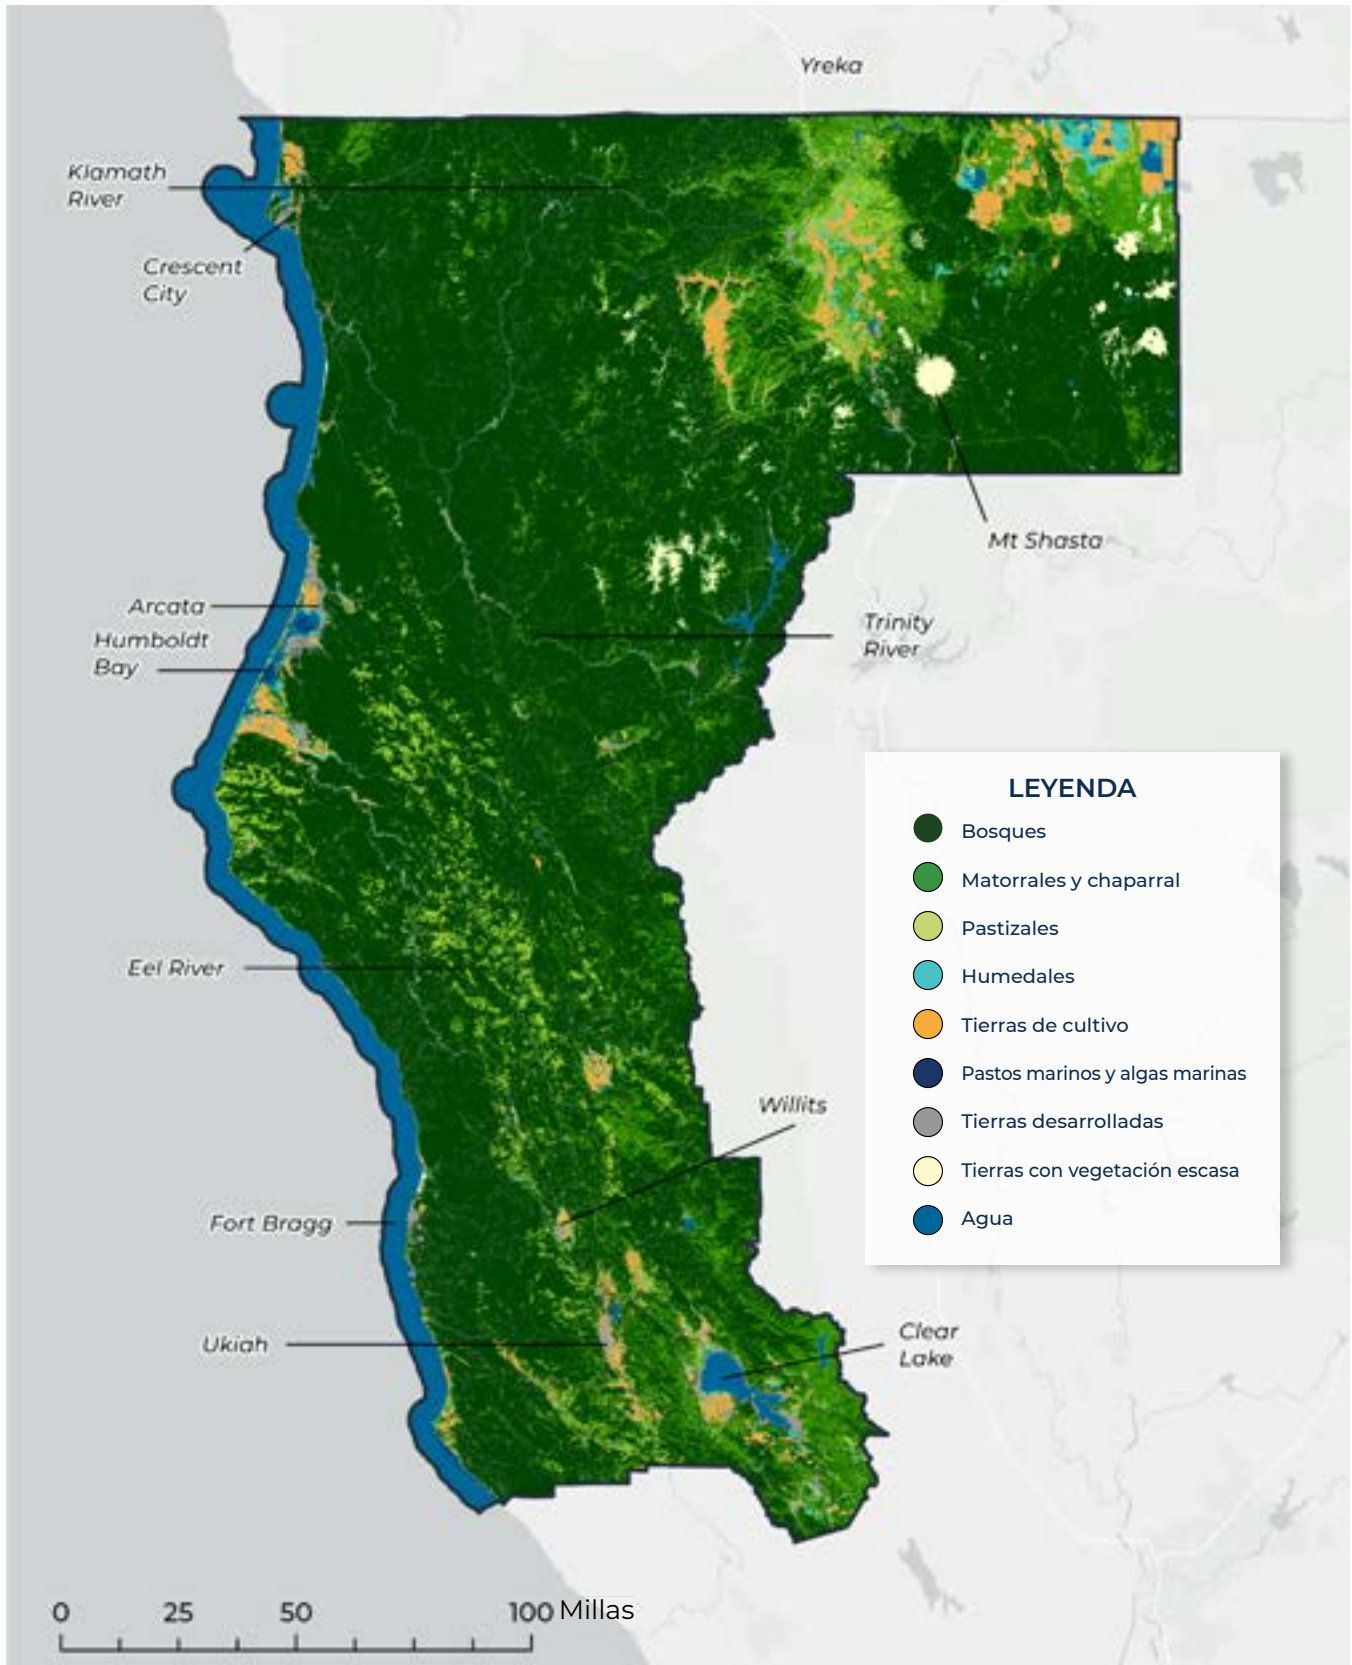 Yreka
Klamath
River
Crescent
City
Mt Shasta
Arcata
Humboldt
Bay
Trinity
River
LEYENDA
Bosques
Matorrales y chaparral
Pastizales
Humedales
Tierras de cultivo
Pastos marinos y algas marinas
Tierras desarrolladas
Tierras con vegetación escasa
Agua
Eel River
Willits
Fort Bragg
Ukiah
Clear
Lake
0 25 50 100 Millas